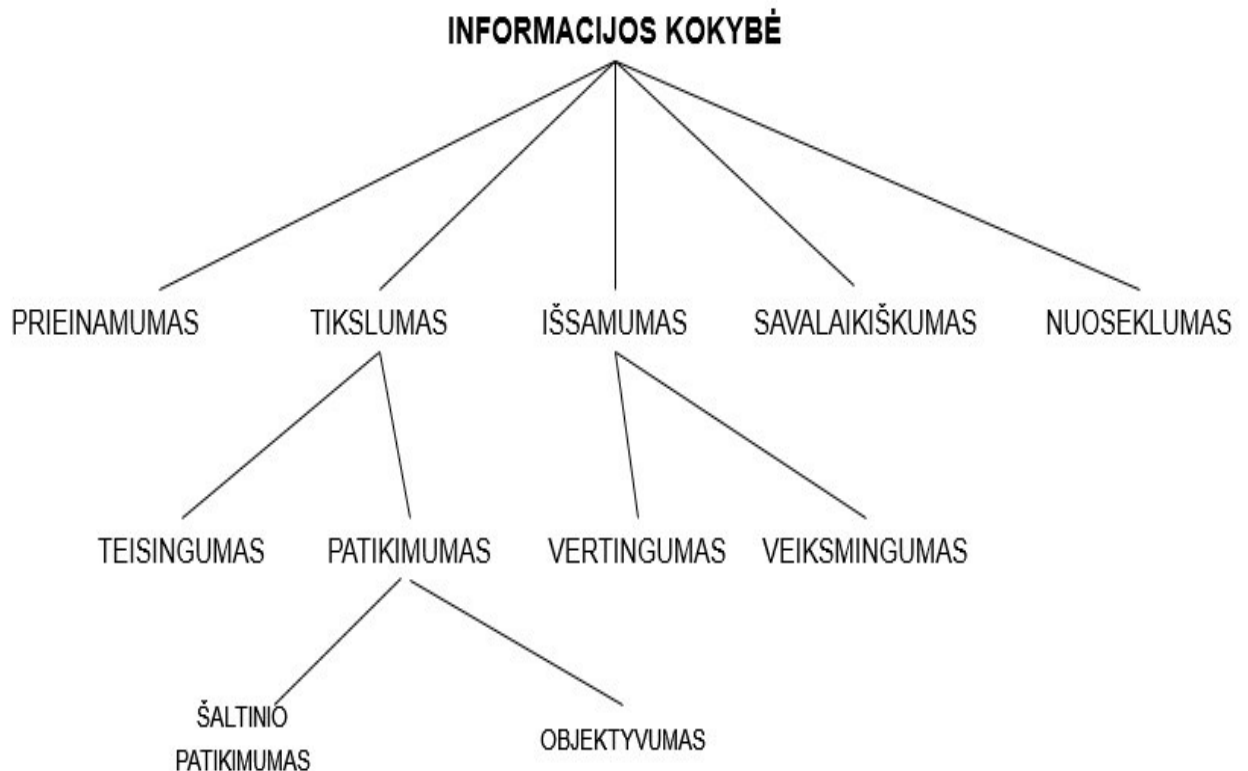 INFORMACIJOS KOKYBĖ
PRIEINAMUMAS TIKSLUMAS IŠSAMUMAS SAVALAIKIŠKUMAS NUOSEKLUMAS
TEISINGUMAS PATIKIMUMAS VERTINGUMAS VEIKSMINGUMAS
ŠALTINIO
PATIKIMUMAS
OBJEKTYVUMAS